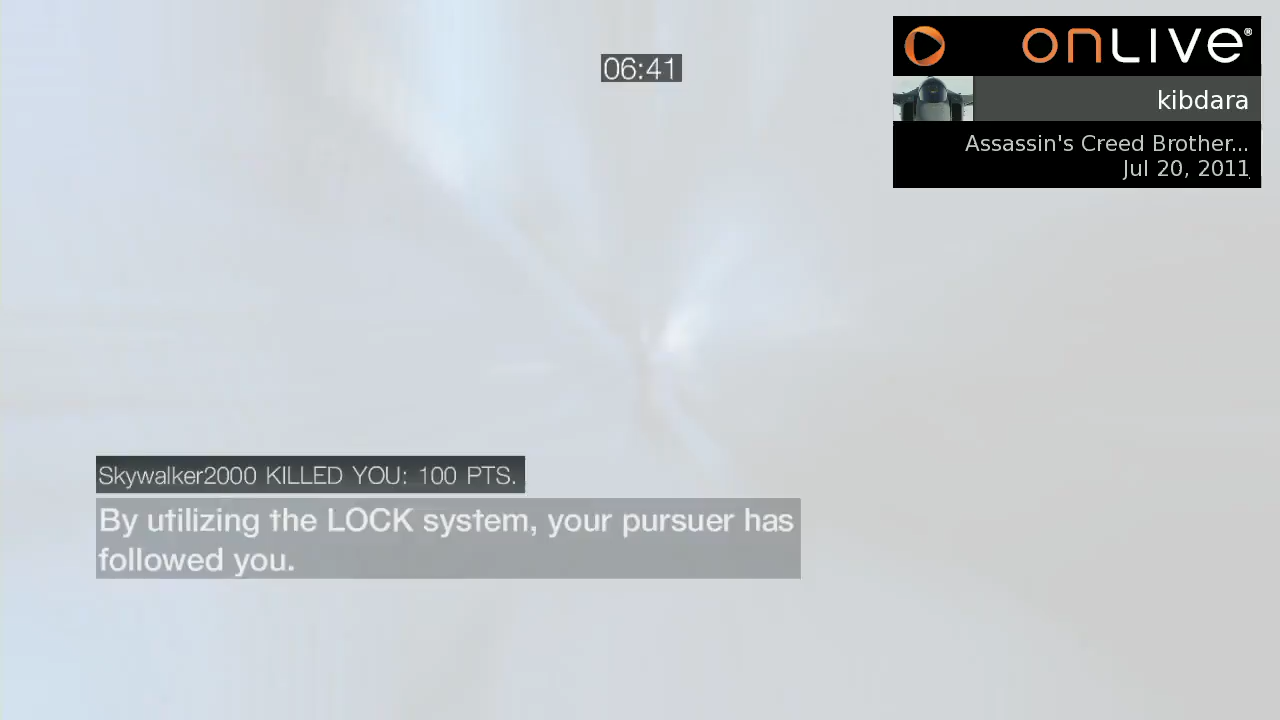 06:41
onLIVE®
kibdara
Assassin's Creed Brother...
Jul 20, 2011
Skywalker2000 KILLED YOU: 100 PTS.
By utilizing the LOCK system, your pursuer has
followed you.